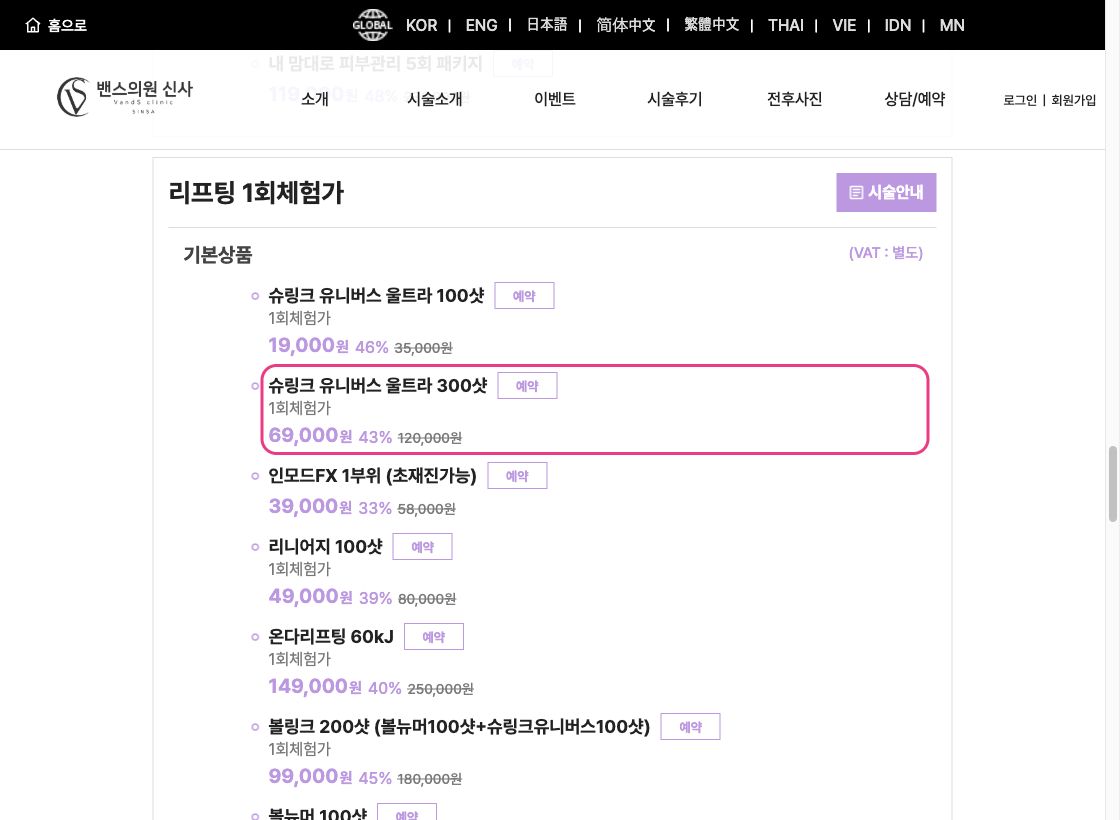 홈으로
GLOBAL KOR | ENG | 日本語 | 简体中文 | 繁體中文 | THAI | VIE | IDN | MN
내 맘대로 피부관리 5회 패키지 예약
밴스의원 신사
VandS clinic
SINSA
소개 시술소개 이벤트 시술후기 전후사진 상담/예약 로그인 | 회원가입
리프팅 1회체험가 시술안내
기본상품 (VAT : 별도)
슈링크 유니버스 울트라 100샷 예약
1회체험가
19,000원 46% 35,000원
슈링크 유니버스 울트라 300샷 예약
1회체험가
69,000원 43% 120,000원
인모드FX 1부위 (초재진가능) 예약
39,000원 33% 58,000원
리니어지 100샷 예약
1회체험가
49,000원 39% 80,000원
온다리프팅 60kJ 예약
1회체험가
149,000원 40% 250,000원
볼링크 200샷 (볼뉴머100샷+슈링크유니버스100샷) 예약
1회체험가
99,000원 45% 180,000원
볼뉴머 100샷 예약